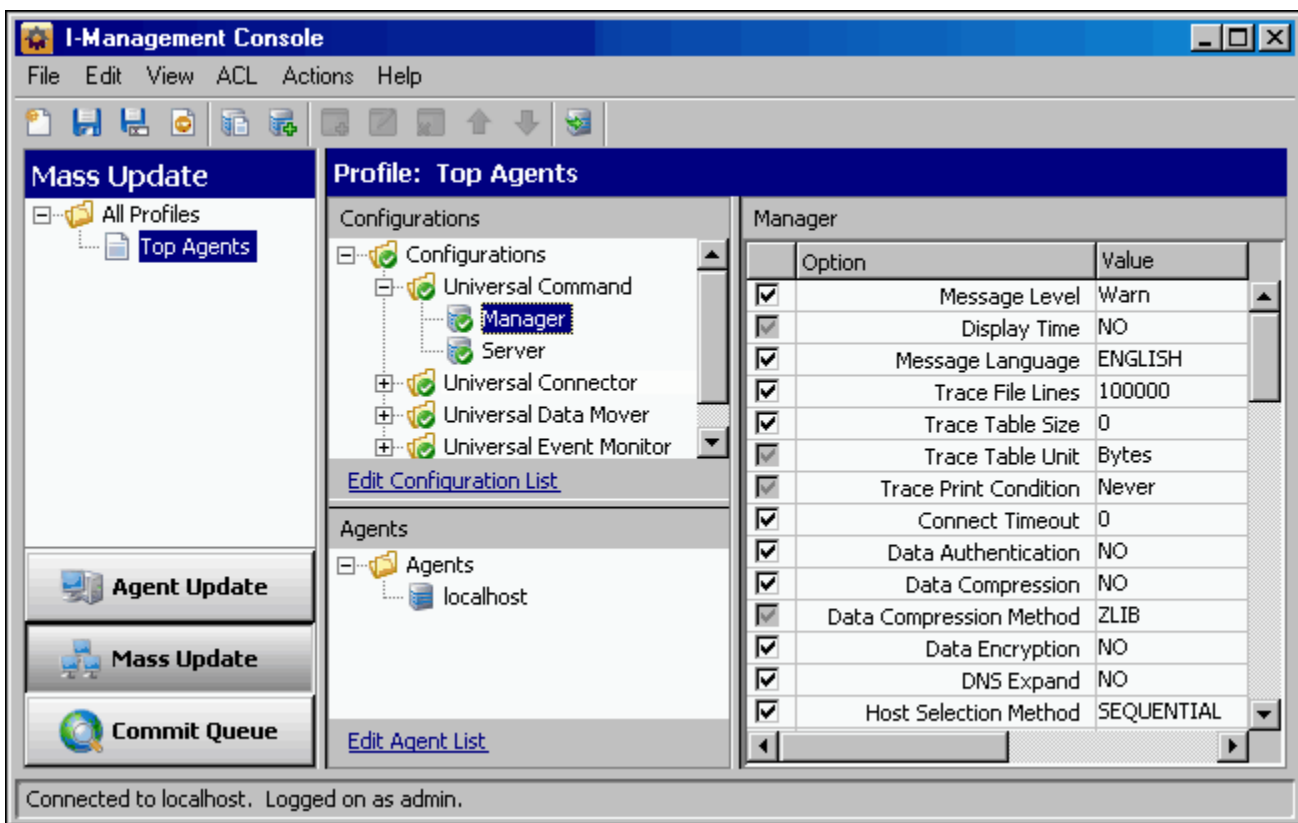 I-Management Console
File Edit View ACL Actions Help
Mass Update
All Profiles
Top Agents
Agent Update
Mass Update
Commit Queue
Profile: Top Agents
Configurations
Configurations
Universal Command
Manager
Server
Universal Connector
Universal Data Mover
Universal Event Monitor
Edit Configuration List
Agents
Agents
localhost
Edit Agent List
Manager
Option Value
Message Level Warn
Display Time NO
Message Language ENGLISH
Trace File Lines 100000
Trace Table Size 0
Trace Table Unit Bytes
Trace Print Condition Never
Connect Timeout 0
Data Authentication NO
Data Compression NO
Data Compression Method ZLIB
Data Encryption NO
DNS Expand NO
Host Selection Method SEQUENTIAL
Connected to localhost. Logged on as admin.